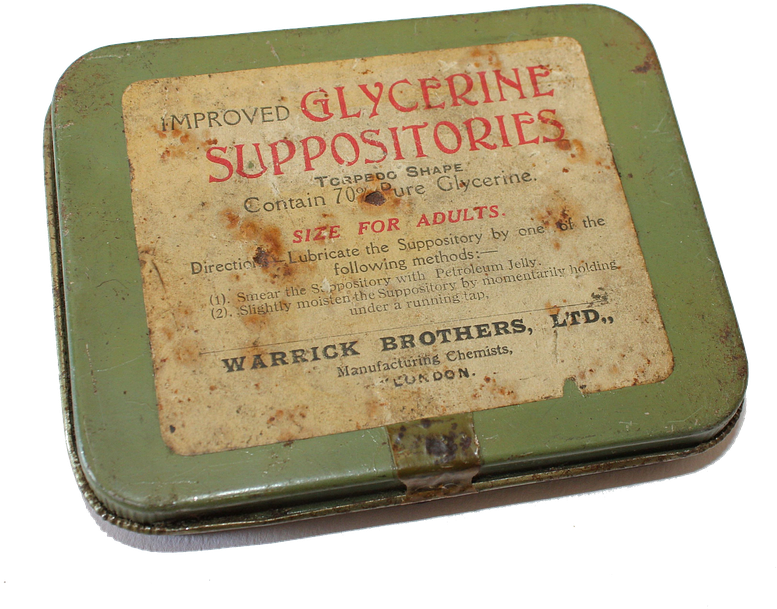 IMPROVED GLYCERINE
SUPPOSITORIES
TORPEDO SHAPE
Contain 70% Pure Glycerine.
SIZE FOR ADULTS.
Directions—Lubricate the Suppository by one of the
following methods:—
(1). Smear the Suppository with Petroleum Jelly.
(2). Slightly moisten the Suppository by momentarily holding
under a running tap.
WARRICK BROTHERS, LTD.,
Manufacturing Chemists,
LONDON.